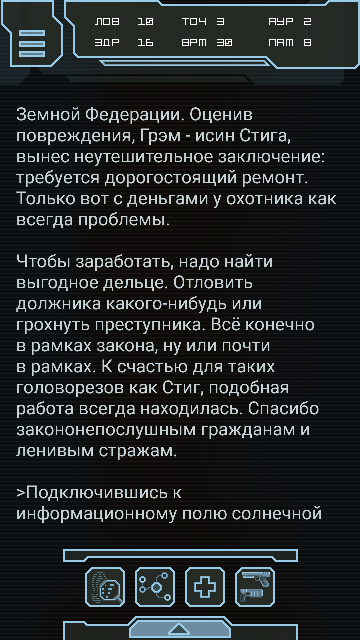 ЛОВ 10 ТОЧ 3 АУР 2
ЗДР 16 ВРМ 30 ПАМ 8
Земной Федерации. Оценив
повреждения, Грэм - исин Стига,
вынес неутешительное заключение:
требуется дорогостоящий ремонт.
Только вот с деньгами у охотника как
всегда проблемы.
Чтобы заработать, надо найти
выгодное дельце. Отловить
должника какого-нибудь или
грохнуть преступника. Всё конечно
в рамках закона, ну или почти
в рамках. К счастью для таких
головорезов как Стиг, подобная
работа всегда находилась. Спасибо
закононепослушным гражданам и
ленивым стражам.
>Подключившись к
информационному полю солнечной